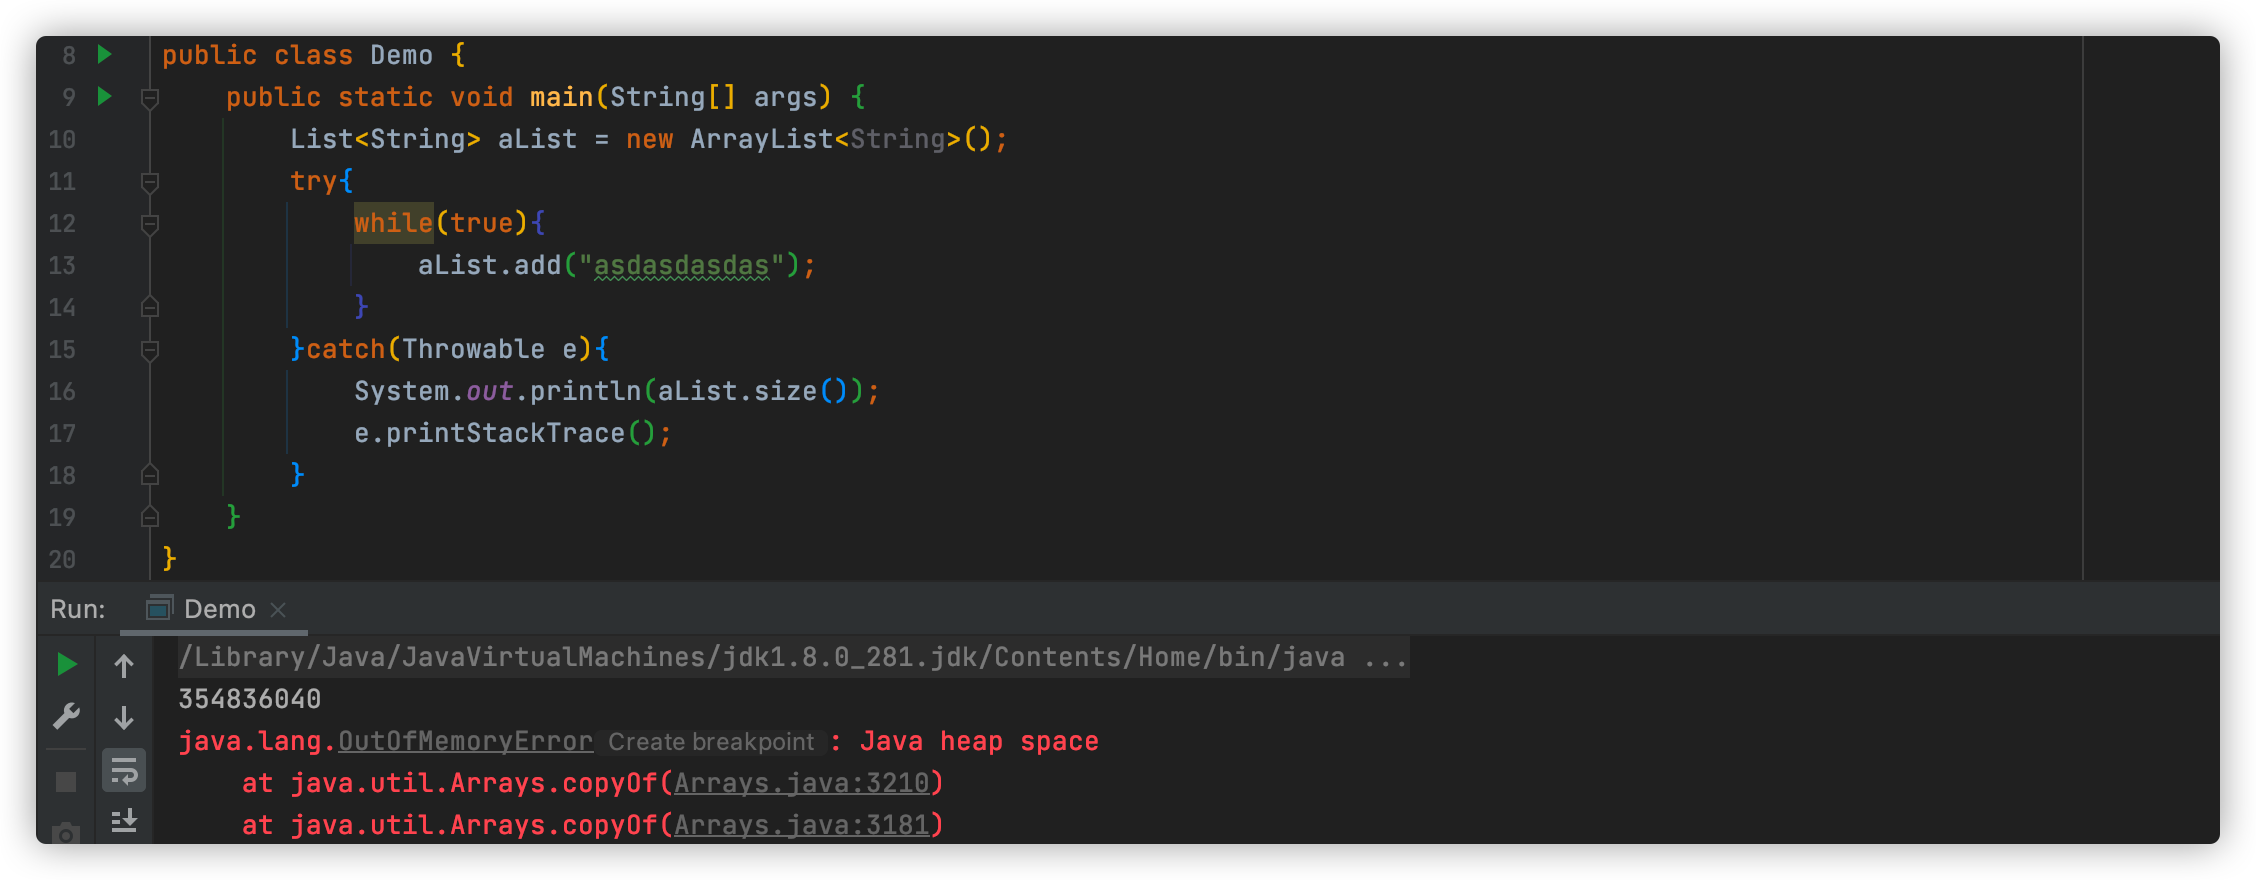 8 public class Demo {
9 public static void main(String[] args) {
10 List<String> aList = new ArrayList<String>();
11 try{
12 while(true){
13 aList.add("asdasdasdas");
14 }
15 }catch(Throwable e){
16 System.out.println(aList.size());
17 e.printStackTrace();
18 }
19 }
20 }
Run: Demo
/Library/Java/JavaVirtualMachines/jdk1.8.0_281.jdk/Contents/Home/bin/java ...
354836040
java.lang.OutOfMemoryError Create breakpoint : Java heap space
at java.util.Arrays.copyOf(Arrays.java:3210)
at java.util.Arrays.copyOf(Arrays.java:3181)